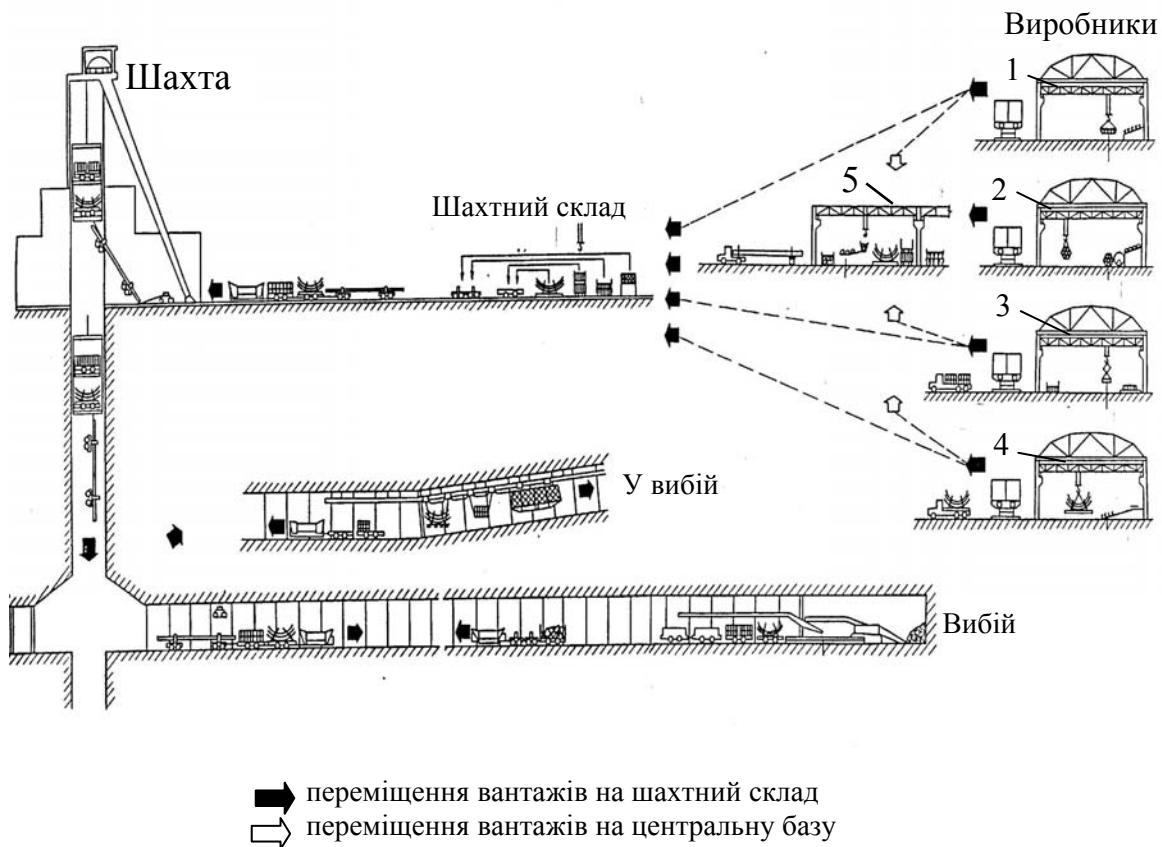 Виробники
1
Шахта
2
5
Шахтний склад
3
4
У вибій
Вибій
переміщення вантажів на шахтний склад
переміщення вантажів на центральну базу